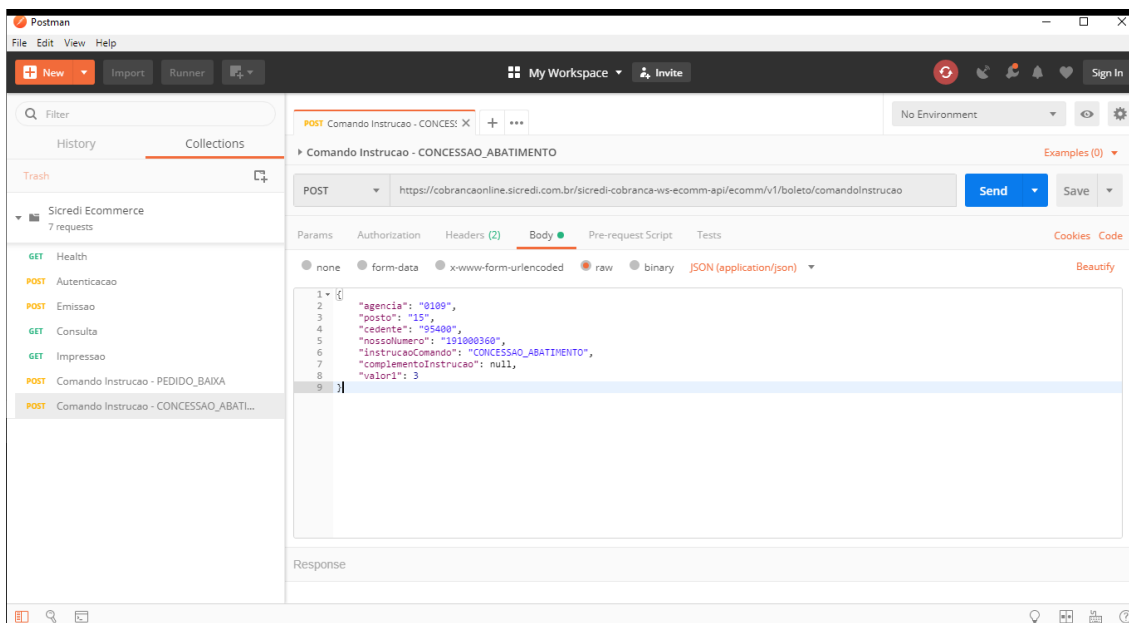 Postman
File Edit View Help
New Import Runner My Workspace Invite Sign In
Filter
History Collections
Trash
Sicredi Ecommerce
7 requests
GET Health
POST Autenticacao
POST Emissao
GET Consulta
GET Impressao
POST Comando Instrucao - PEDIDO_BAIXA
POST Comando Instrucao - CONCESSAO_ABATI...
POST Comando Instrucao - CONCES No Environment
Comando Instrucao - CONCESSAO_ABATIMENTO Examples (0)
POST https://cobrancaonline.sicredi.com.br/sicredi-cobranca-ws-ecomm-api/ecomm/v1/boleto/comandoInstrucao Send Save
Params Authorization Headers (2) Body Pre-request Script Tests Cookies Code
none form-data x-www-form-urlencoded raw binary JSON (application/json) Beautify
1 {
2 "agencia": "0109",
3 "posto": "15",
4 "cedente": "95400",
5 "nossoNumero": "191000360",
6 "instrucaoComando": "CONCESSAO_ABATIMENTO",
7 "complementoInstrucao": null,
8 "valor1": 3
9 }
Response